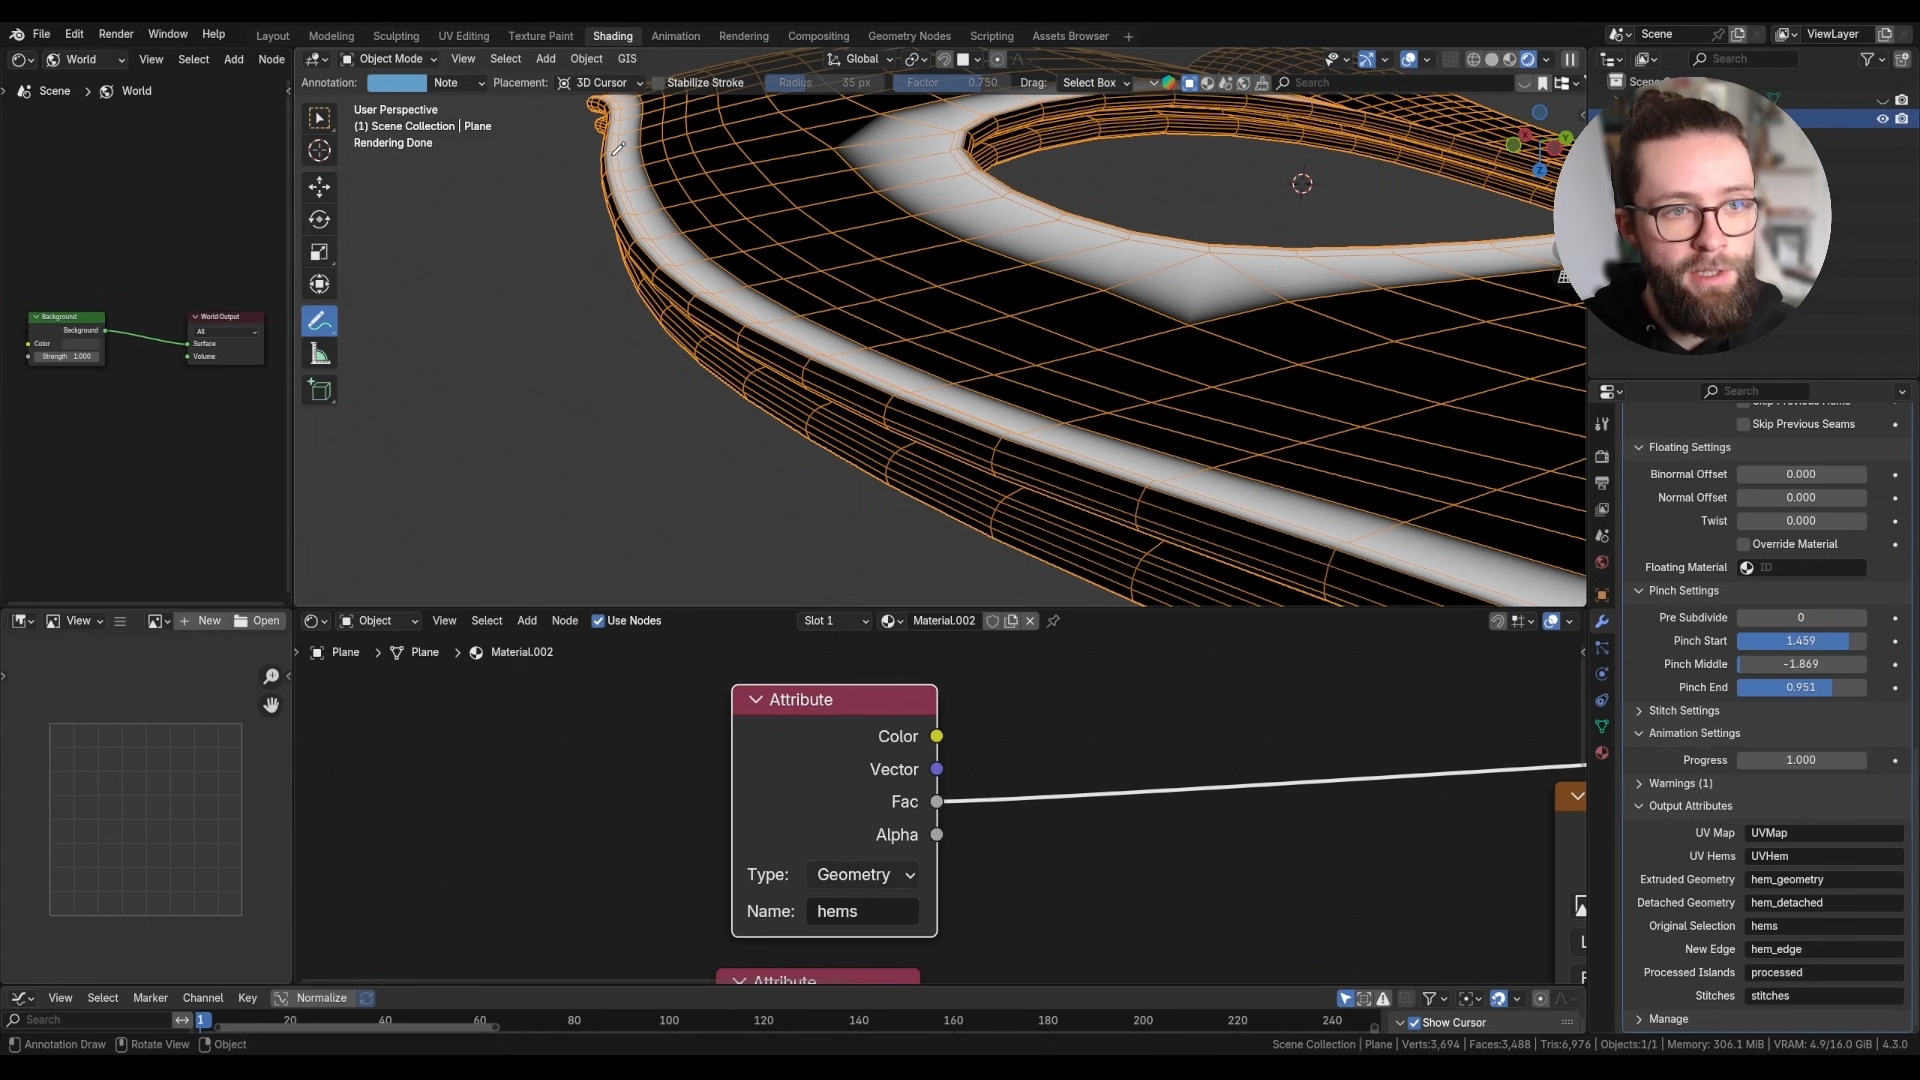 File Edit Render Window Help Layout Modeling Sculpting UV Editing Texture Paint Shading Animation Rendering Compositing Geometry Nodes Scripting Assets Browser + Scene ViewLayer
World View Select Add Node Object Mode View Select Add Object GIS Global Search
Annotation: Note Placement: 3D Cursor Stabilize Stroke Radius 35 px Factor 0.750 Drag: Select Box Search
Scene > World
User Perspective
(1) Scene Collection | Plane
Rendering Done
Background
Background
Color
Strength 1.000
World Output
All
Surface
Volume
Search
Skip Previous Seams
Floating Settings
Binormal Offset 0.000
Normal Offset 0.000
Twist 0.000
Override Material
Floating Material ID
Pinch Settings
Pre Subdivide 0
Pinch Start 1.459
Pinch Middle -1.869
Pinch End 0.951
Stitch Settings
Animation Settings
Progress 1.000
Warnings (1)
Output Attributes
UV Map UVMap
UV Hems UVHem
Extruded Geometry hem_geometry
Detached Geometry hem_detached
Original Selection hems
New Edge hem_edge
Processed Islands processed
Stitches stitches
Manage
View New Open
Object View Select Add Node Use Nodes Slot 1 Material.002
Plane > Plane > Material.002
Attribute
Color
Vector
Fac
Alpha
Type: Geometry
Name: hems
Attribute
View Select Marker Channel Key Normalize
Search 1 20 40 60 80 100 120 140 160 180 200 220 240 Show Cursor
Annotation Draw Rotate View Object Scene Collection | Plane | Verts:3,694 | Faces:3,488 | Tris:6,976 | Objects:1/1 | Memory: 306.1 MiB | VRAM: 4.9/16.0 GiB | 4.3.0